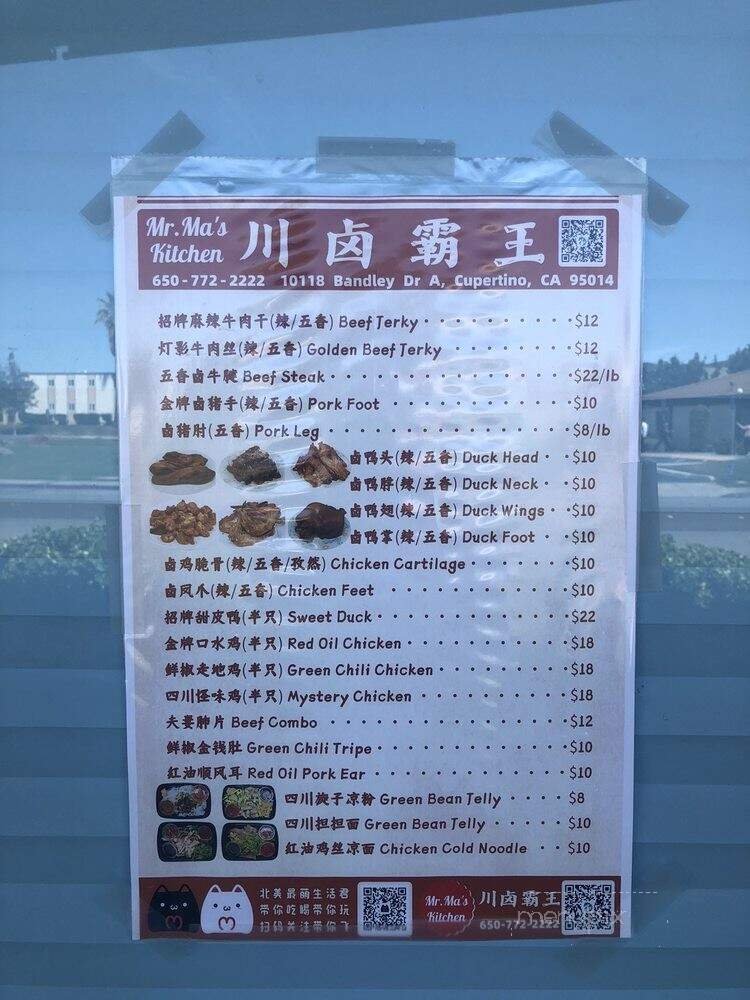 Mr.Ma's Kitchen 川卤霸王
650-772-2222 10118 Bandley Dr A, Cupertino, CA 95014
招牌麻辣牛肉干(辣/五香) Beef Jerky $12
灯影牛肉丝(辣/五香) Golden Beef Jerky $12
五香卤牛腱 Beef Steak $22/lb
金牌卤猪手(辣/五香) Pork Foot $10
卤猪肘(五香) Pork Leg $8/lb
卤鸭头(辣/五香) Duck Head $10
卤鸭脖(辣/五香) Duck Neck $10
卤鸭翅(辣/五香) Duck Wings $10
卤鸭掌(辣/五香) Duck Foot $10
卤鸡脆骨(辣/五香/孜然) Chicken Cartilage $10
卤凤爪(辣/五香) Chicken Feet $10
招牌甜皮鸭(半只) Sweet Duck $22
金牌口水鸡(半只) Red Oil Chicken $18
鲜椒走地鸡(半只) Green Chili Chicken $18
四川怪味鸡(半只) Mystery Chicken $18
夫妻肺片 Beef Combo $12
鲜椒金钱肚 Green Chili Tripe $10
红油顺风耳 Red Oil Pork Ear $10
四川旋子凉粉 Green Bean Jelly $8
四川担担面 Green Bean Jelly $10
红油鸡丝凉面 Chicken Cold Noodle $10
北美最萌生活君
带你吃喝带你玩
扫码关注带你飞
Mr.Ma's Kitchen 川卤霸王
650-772-2222